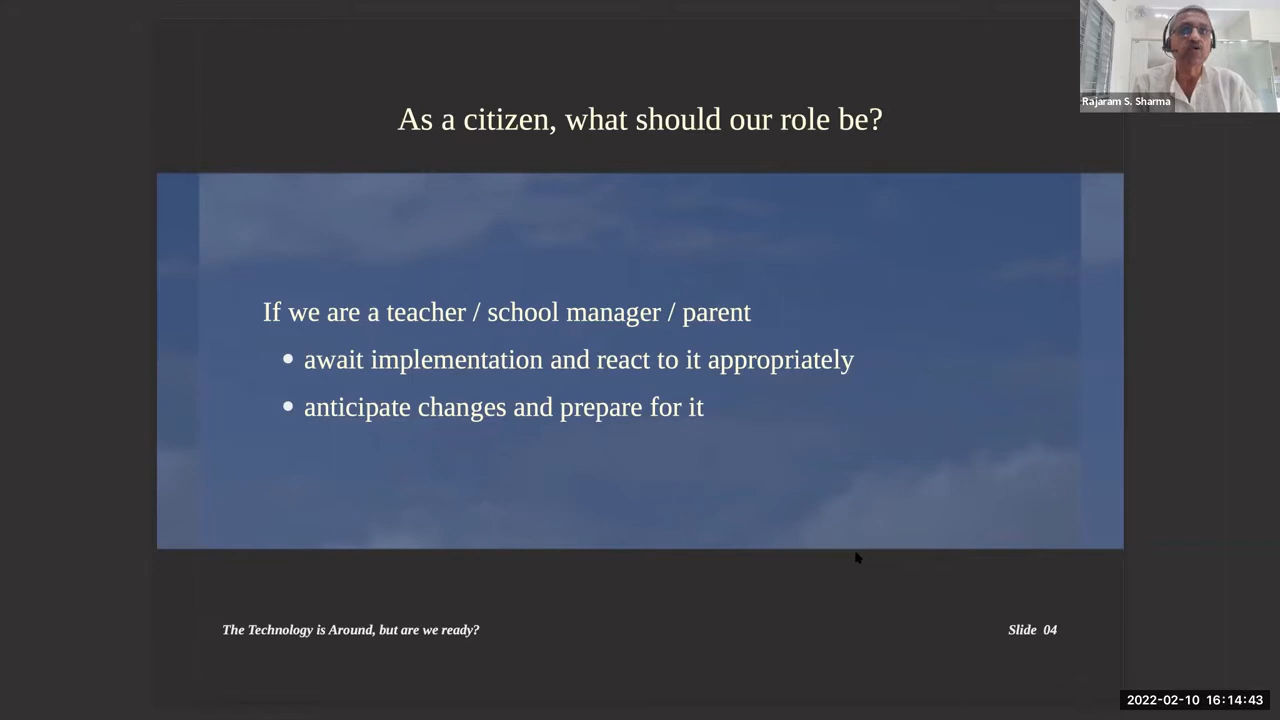 Rajaram S. Sharma
As a citizen, what should our role be?
If we are a teacher / school manager / parent
• await implementation and react to it appropriately
• anticipate changes and prepare for it
The Technology is Around, but are we ready?
Slide 04
2022-02-10 16:14:43